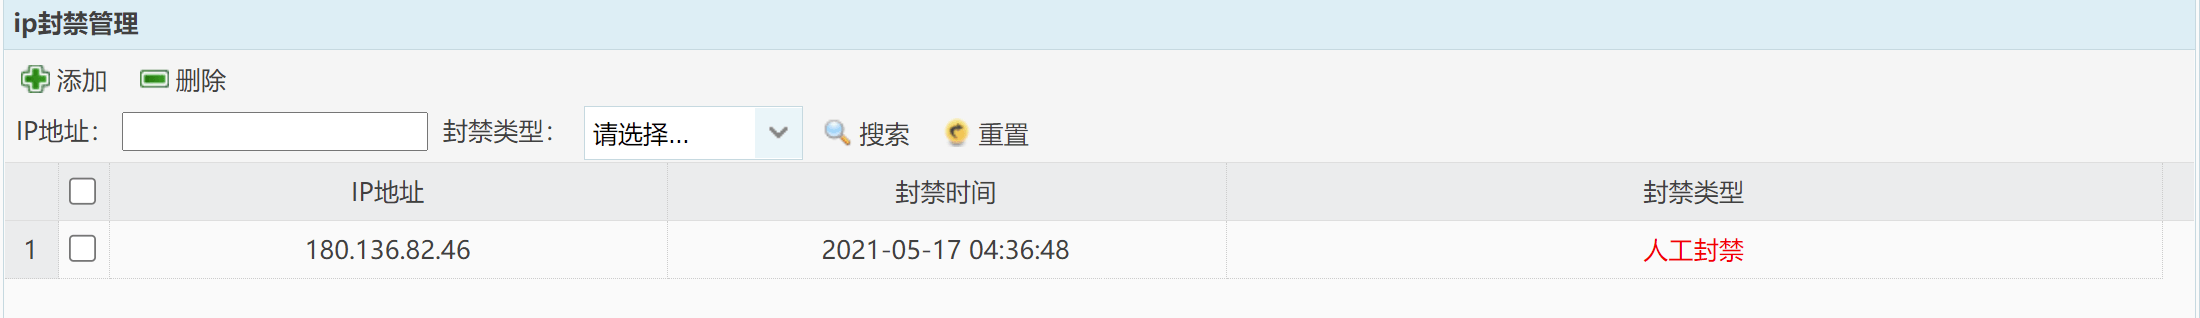 ip封禁管理
添加 删除
IP地址： 封禁类型： 请选择... 搜索 重置
IP地址 封禁时间 封禁类型
1 180.136.82.46 2021-05-17 04:36:48 人工封禁